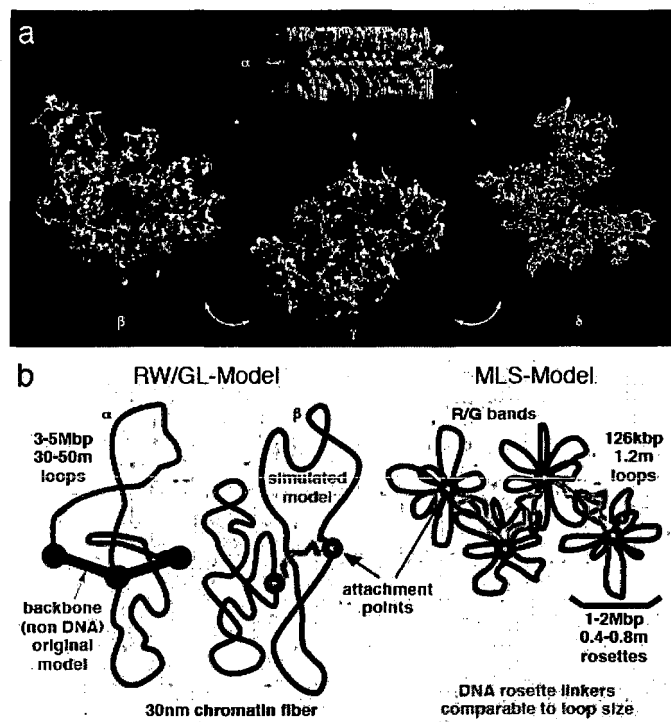 a
α
β
γ
δ
b
RW/GL-Model
MLS-Model
α
3-5Mbp
30-50m
loops
β
simulated
model
R/G bands
126kbp
1.2m
loops
backbone
(non DNA)
original
model
attachment
points
1-2Mbp
0.4-0.8m
rosettes
30nm chromatin fiber
DNA rosette linkers
comparable to loop size